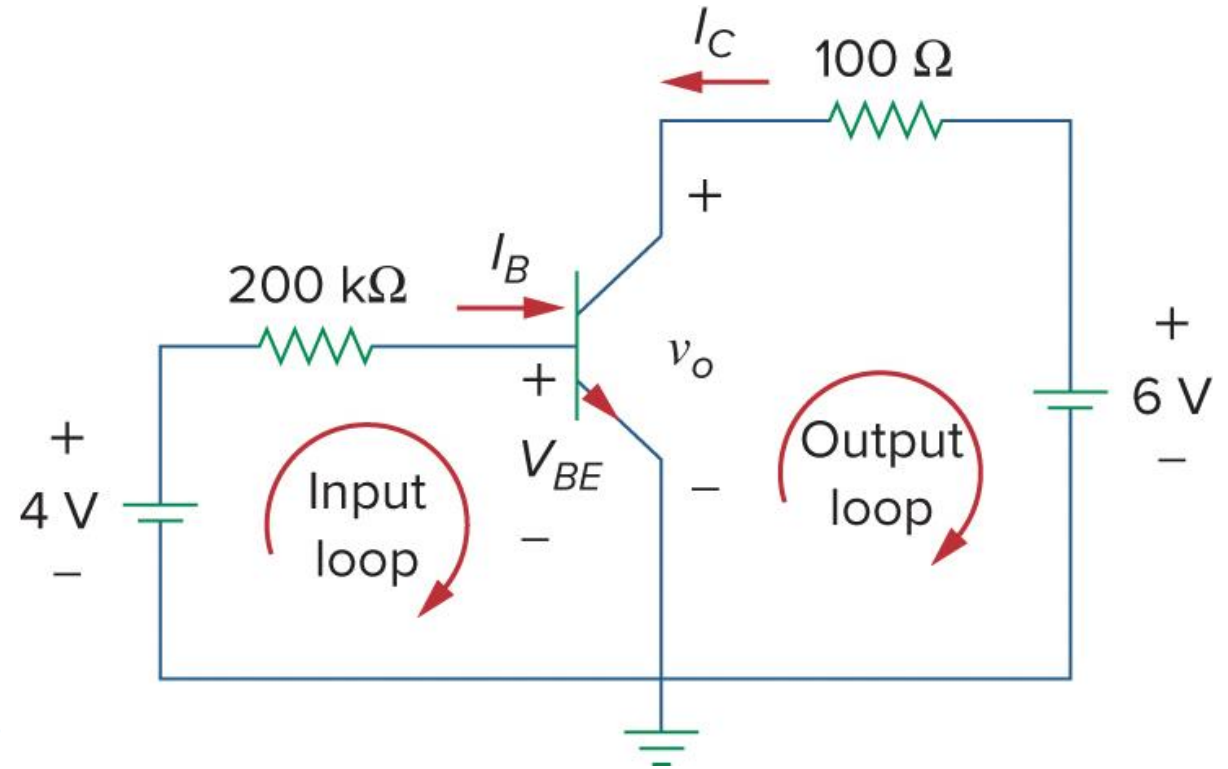 I_C
100 Ω
+
I_B
200 kΩ
v_o
+
+
6 V
−
+
V_BE
−
−
Output
loop
+
4 V
−
Input
loop